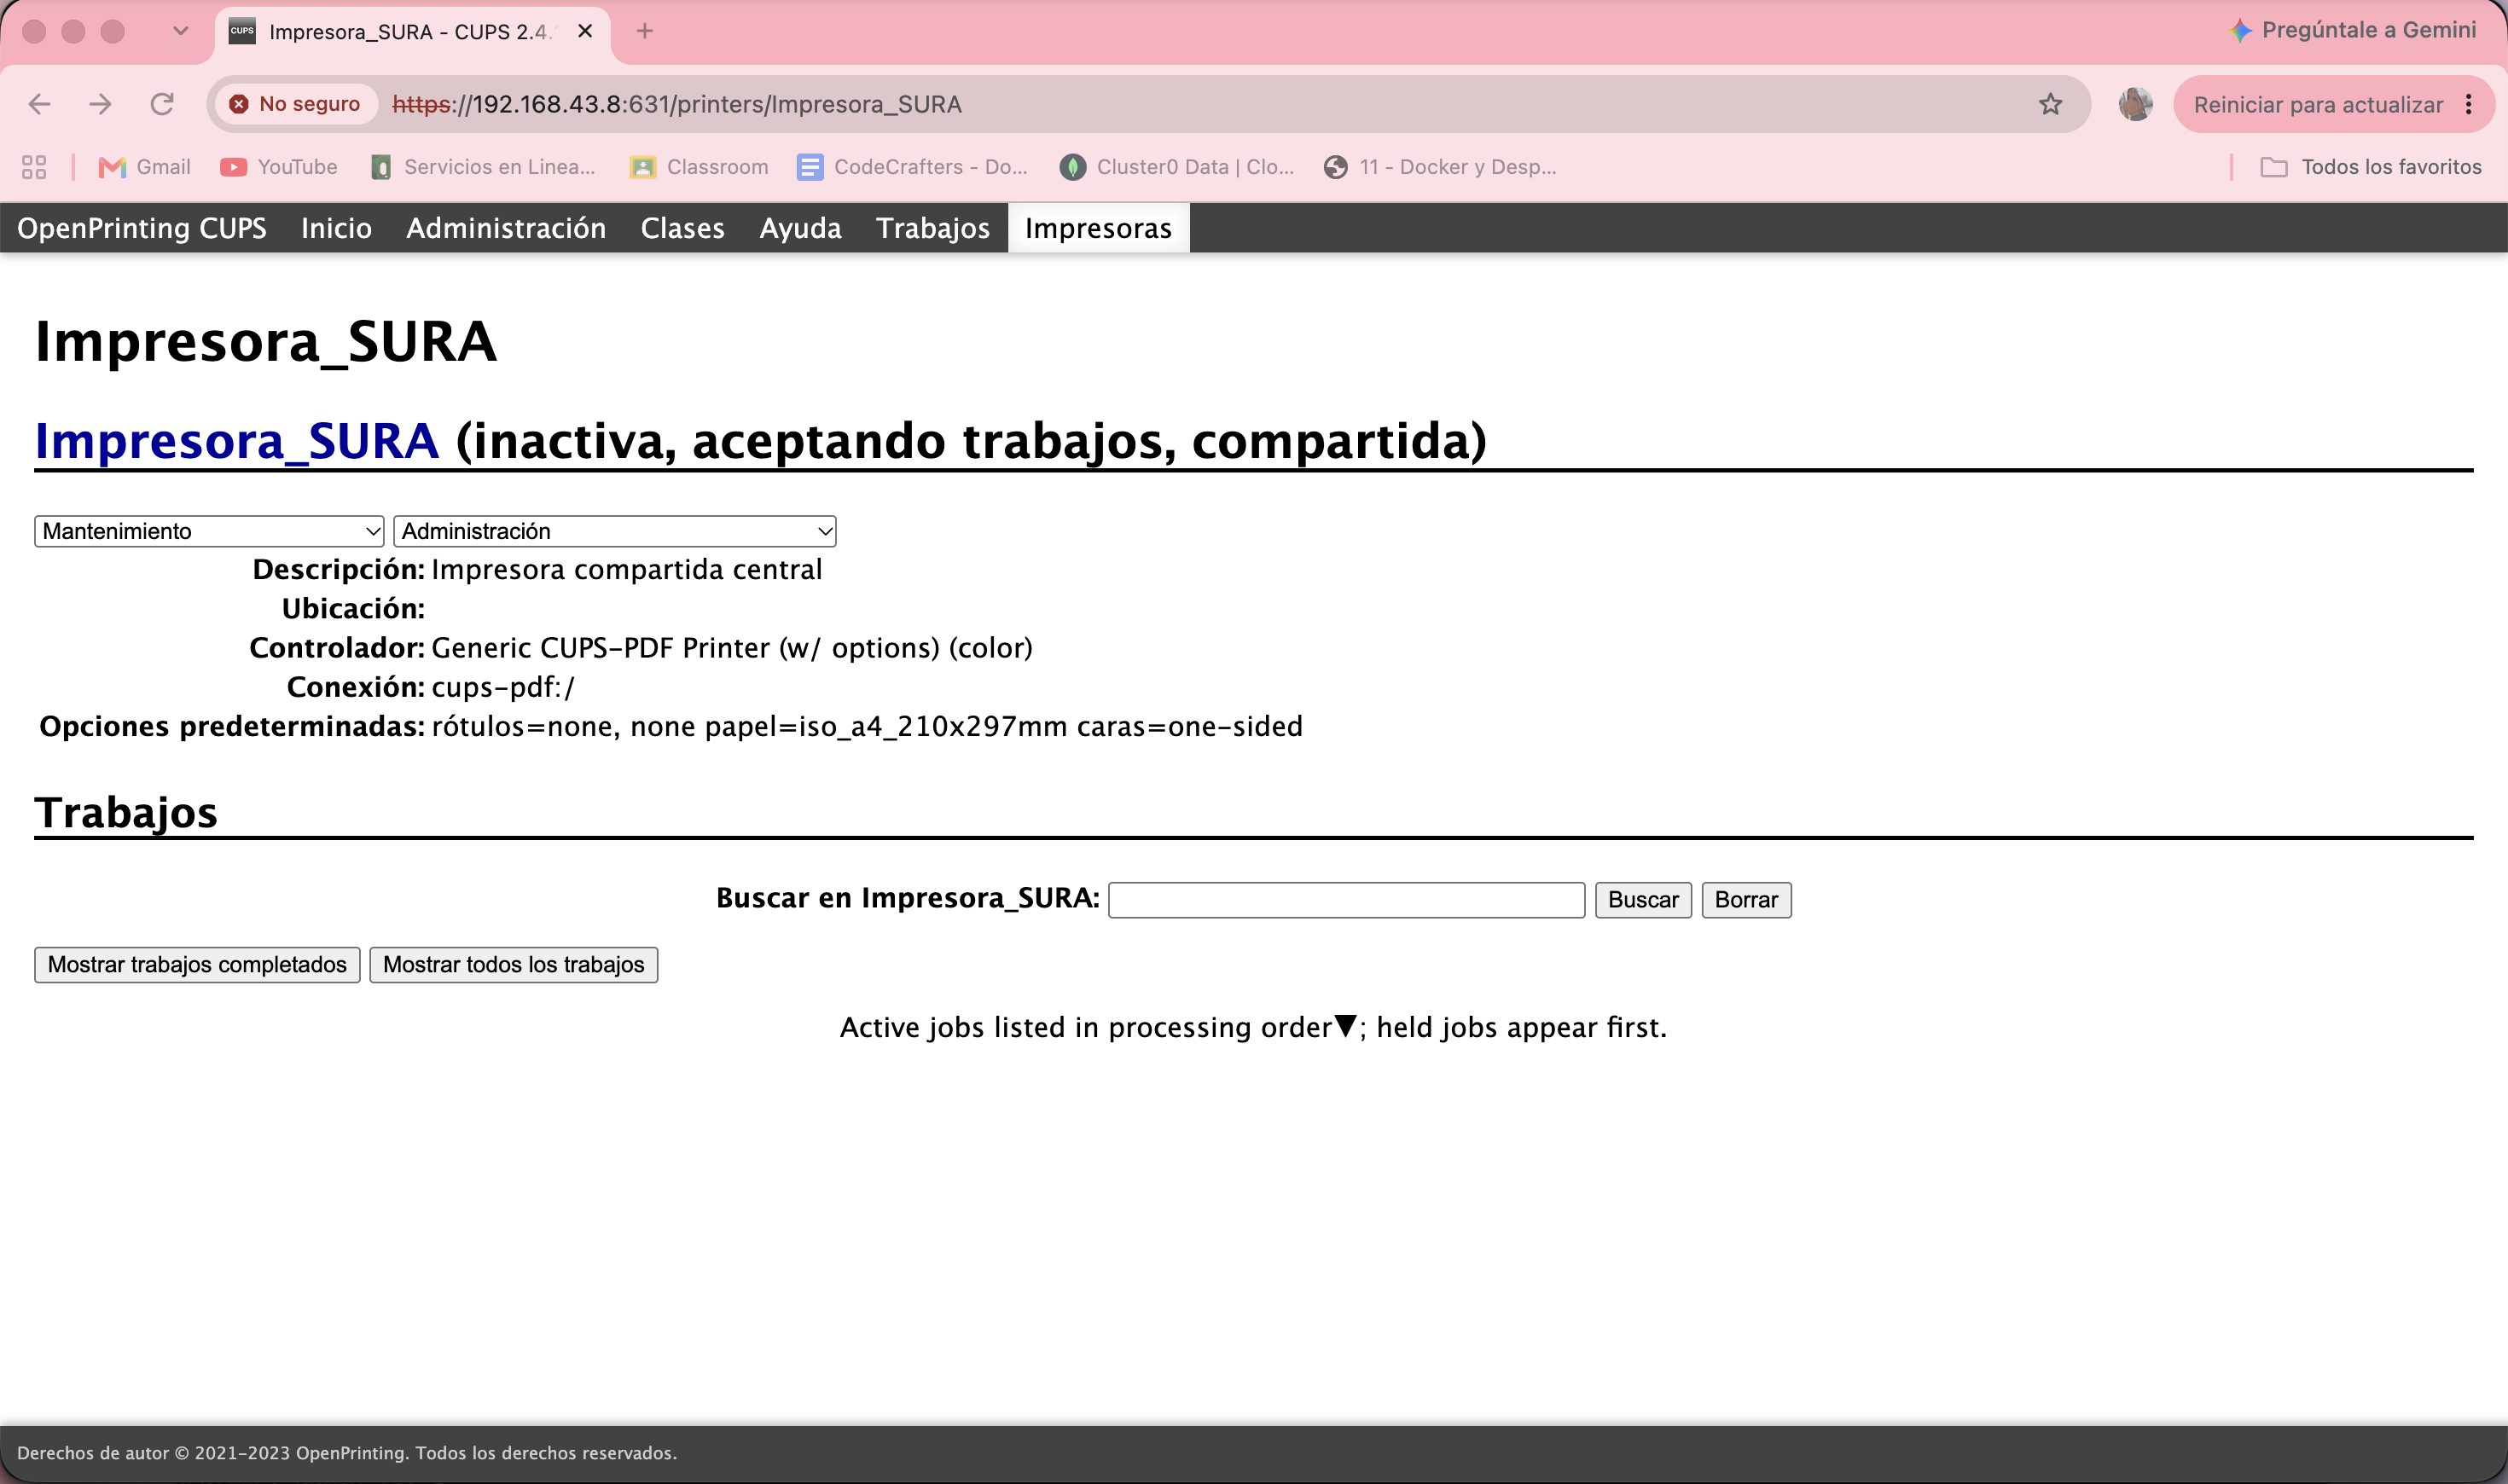 CUPS Impresora_SURA - CUPS 2.4.
Pregúntale a Gemini
No seguro https://192.168.43.8:631/printers/Impresora_SURA
Reiniciar para actualizar
Gmail YouTube Servicios en Linea... Classroom CodeCrafters - Do... Cluster0 Data | Clo... 11 - Docker y Desp... Todos los favoritos
OpenPrinting CUPS Inicio Administración Clases Ayuda Trabajos Impresoras
Impresora_SURA
Impresora_SURA (inactiva, aceptando trabajos, compartida)
Mantenimiento Administración
Descripción: Impresora compartida central
Ubicación:
Controlador: Generic CUPS-PDF Printer (w/ options) (color)
Conexión: cups-pdf:/
Opciones predeterminadas: rótulos=none, none papel=iso_a4_210x297mm caras=one-sided
Trabajos
Buscar en Impresora_SURA: Buscar Borrar
Mostrar trabajos completados Mostrar todos los trabajos
Active jobs listed in processing order▼; held jobs appear first.
Derechos de autor © 2021-2023 OpenPrinting. Todos los derechos reservados.